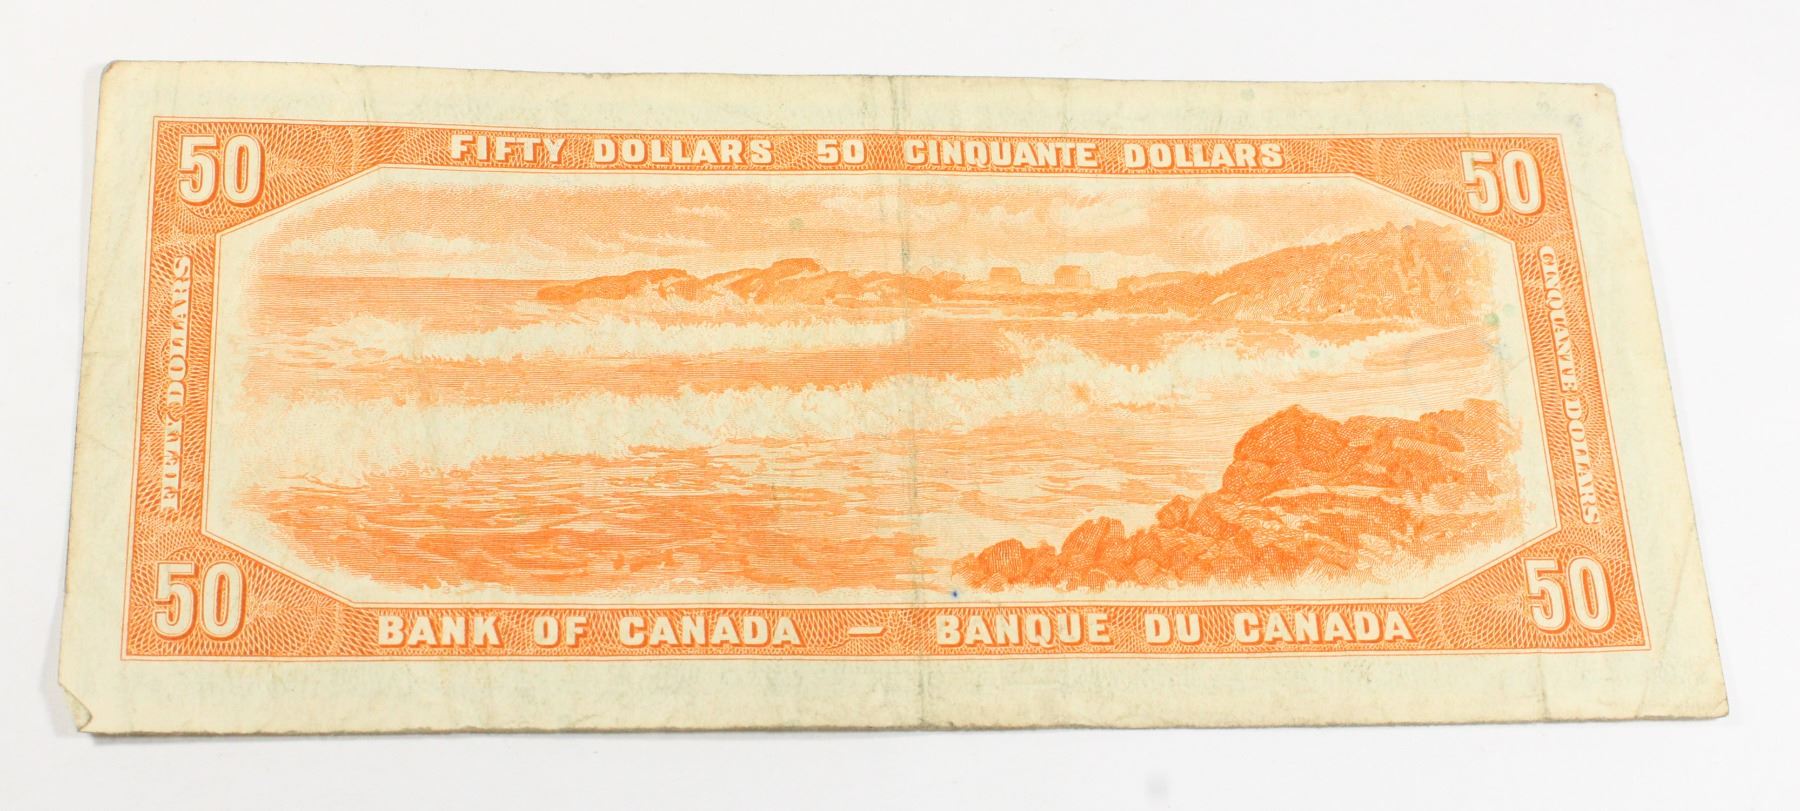 50 FIFTY DOLLARS 50 CINQUANTE DOLLARS 50
FIFTY DOLLARS
CINQUANTE DOLLARS
50 BANK OF CANADA — BANQUE DU CANADA 50